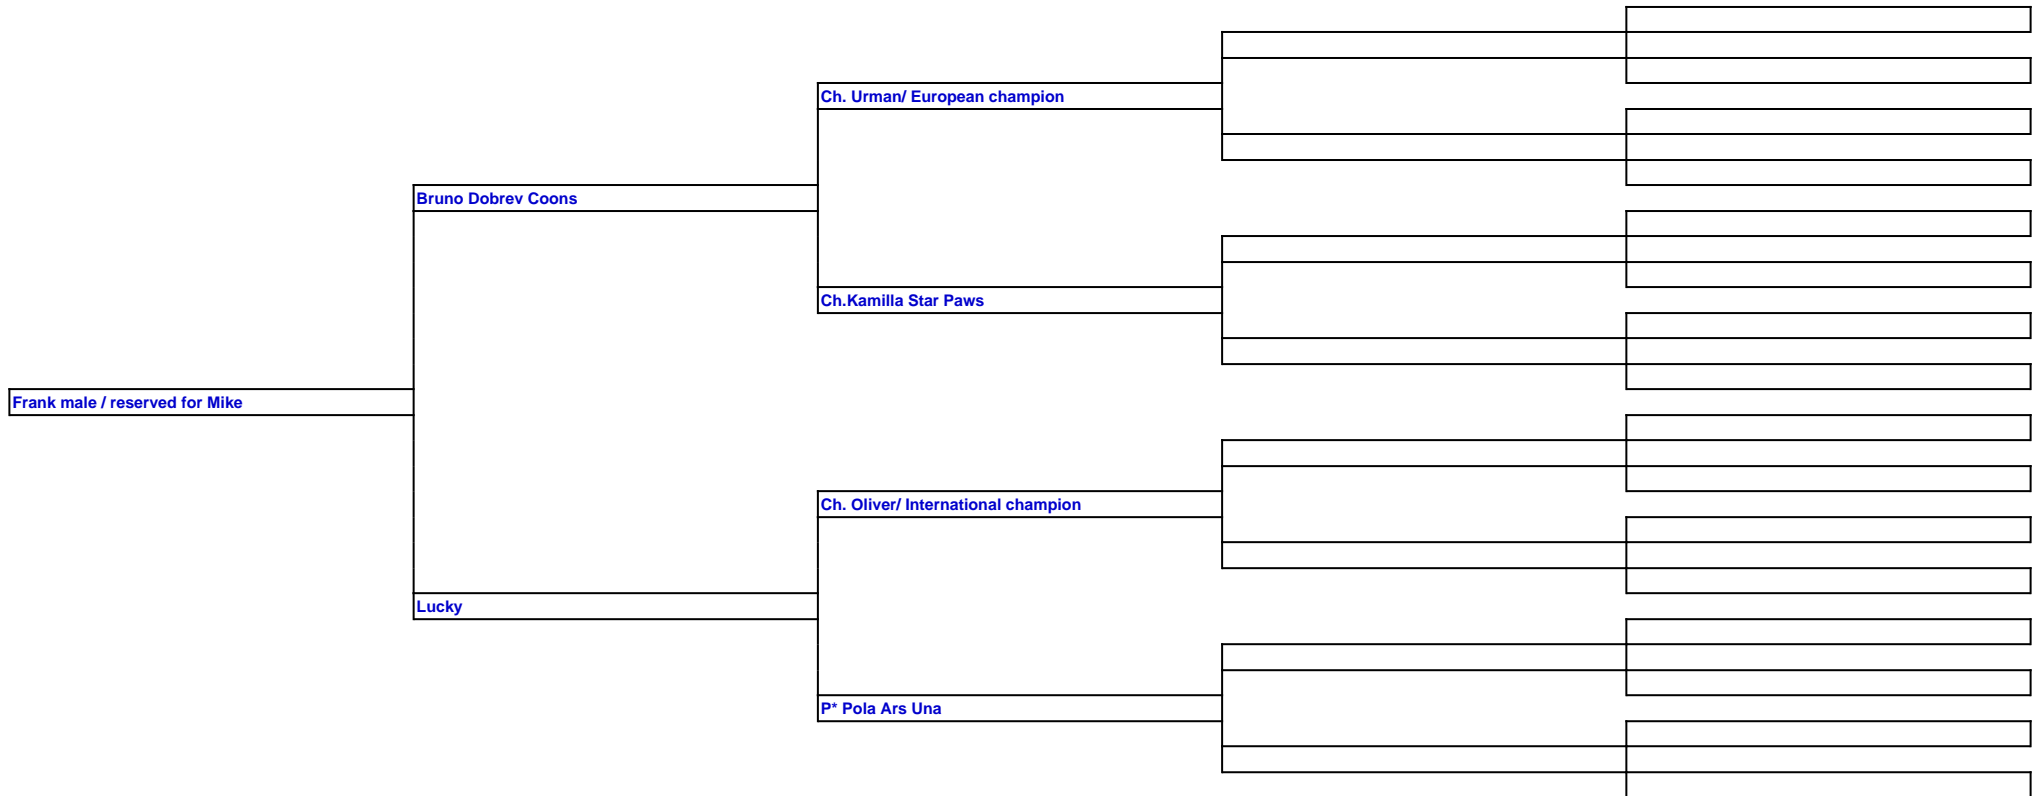 Ch. Urman/ European champion
Bruno Dobrev Coons
Ch.Kamilla Star Paws
Frank male / reserved for Mike
Ch. Oliver/ International champion
Lucky
P* Pola Ars Una